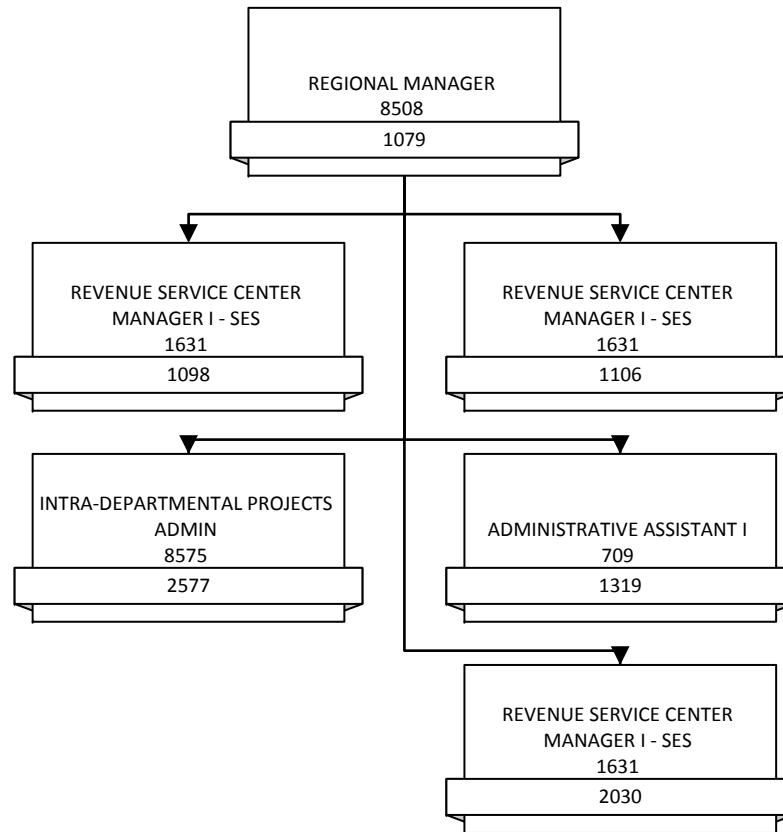 REGIONAL MANAGER
8508
1079
REVENUE SERVICE CENTER
MANAGER I - SES
1631
1098
REVENUE SERVICE CENTER
MANAGER I - SES
1631
1106
INTRA-DEPARTMENTAL PROJECTS
ADMIN
8575
2577
ADMINISTRATIVE ASSISTANT I
709
1319
REVENUE SERVICE CENTER
MANAGER I - SES
1631
2030